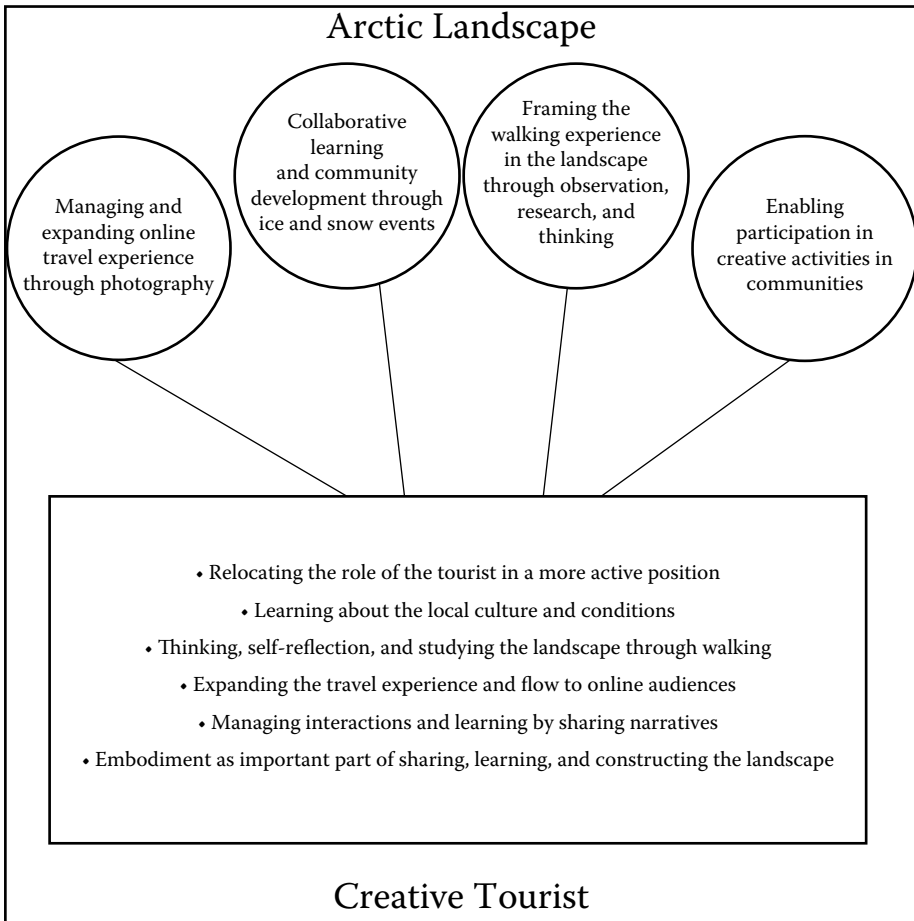 Arctic Landscape
Managing and
expanding online
travel experience
through photography
Collaborative
learning
and community
development through
ice and snow events
Framing the
walking experience
in the landscape
through observation,
research, and
thinking
Enabling
participation in
creative activities in
communities
• Relocating the role of the tourist in a more active position
• Learning about the local culture and conditions
• Thinking, self-reflection, and studying the landscape through walking
• Expanding the travel experience and flow to online audiences
• Managing interactions and learning by sharing narratives
• Embodiment as important part of sharing, learning, and constructing the landscape
Creative Tourist